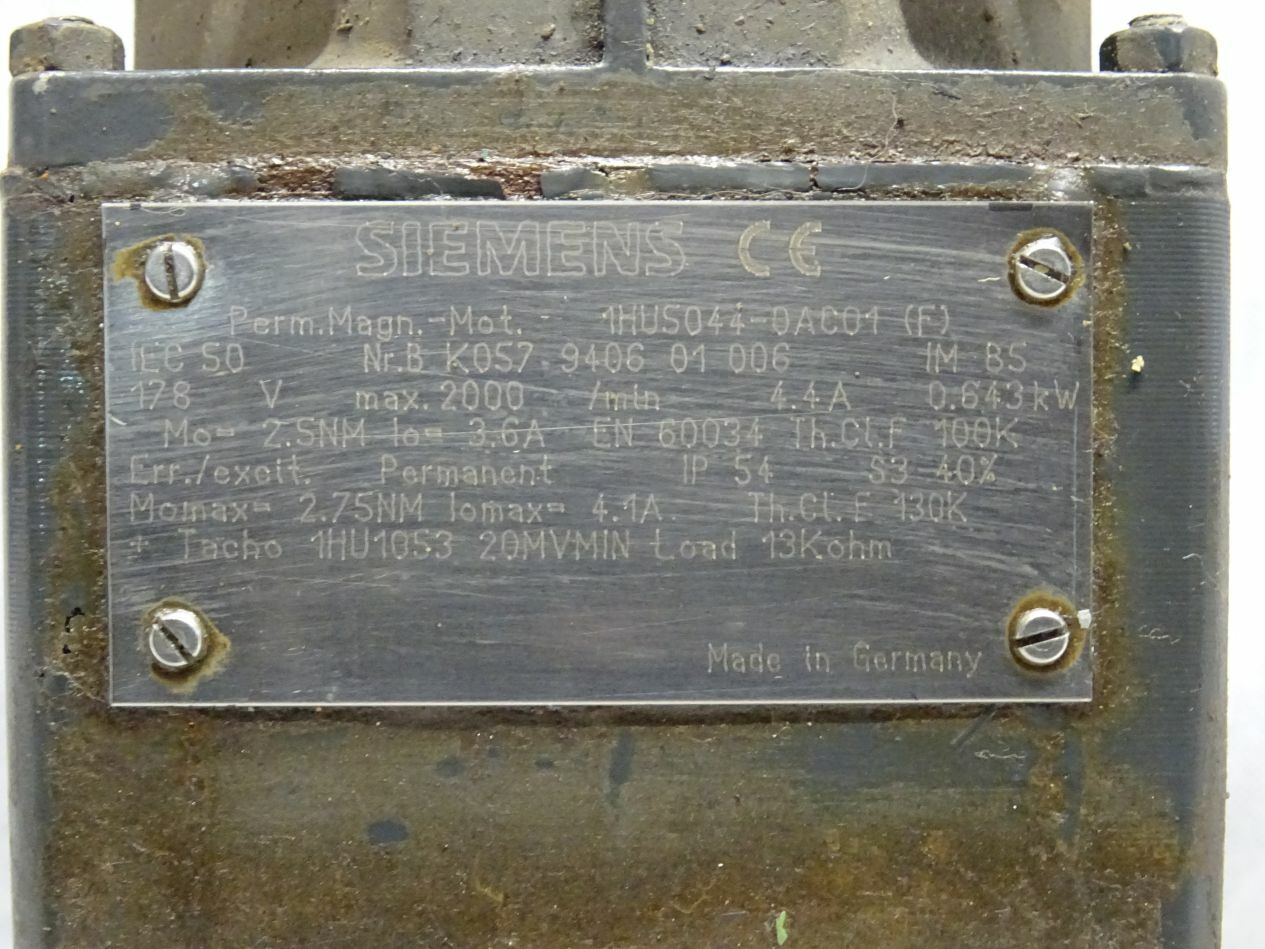 SIEMENS CE
Perm.Magn.-Mot. - 1HU5044-0AC01 (F)
IEC 50 Nr.B K057 9406 01 006 IM B5
178 V max. 2000 /min 4.4 A 0.643 kW
Mo= 2.5NM Io= 3.6A EN 60034 Th.Cl.F 100K
Err./excit. Permanent IP 54 S3 40%
Momax= 2.75NM Iomax= 4.1A Th.Cl.F 130K
+ Tacho 1HU1053 20MVMIN Load 13Kohm
Made in Germany